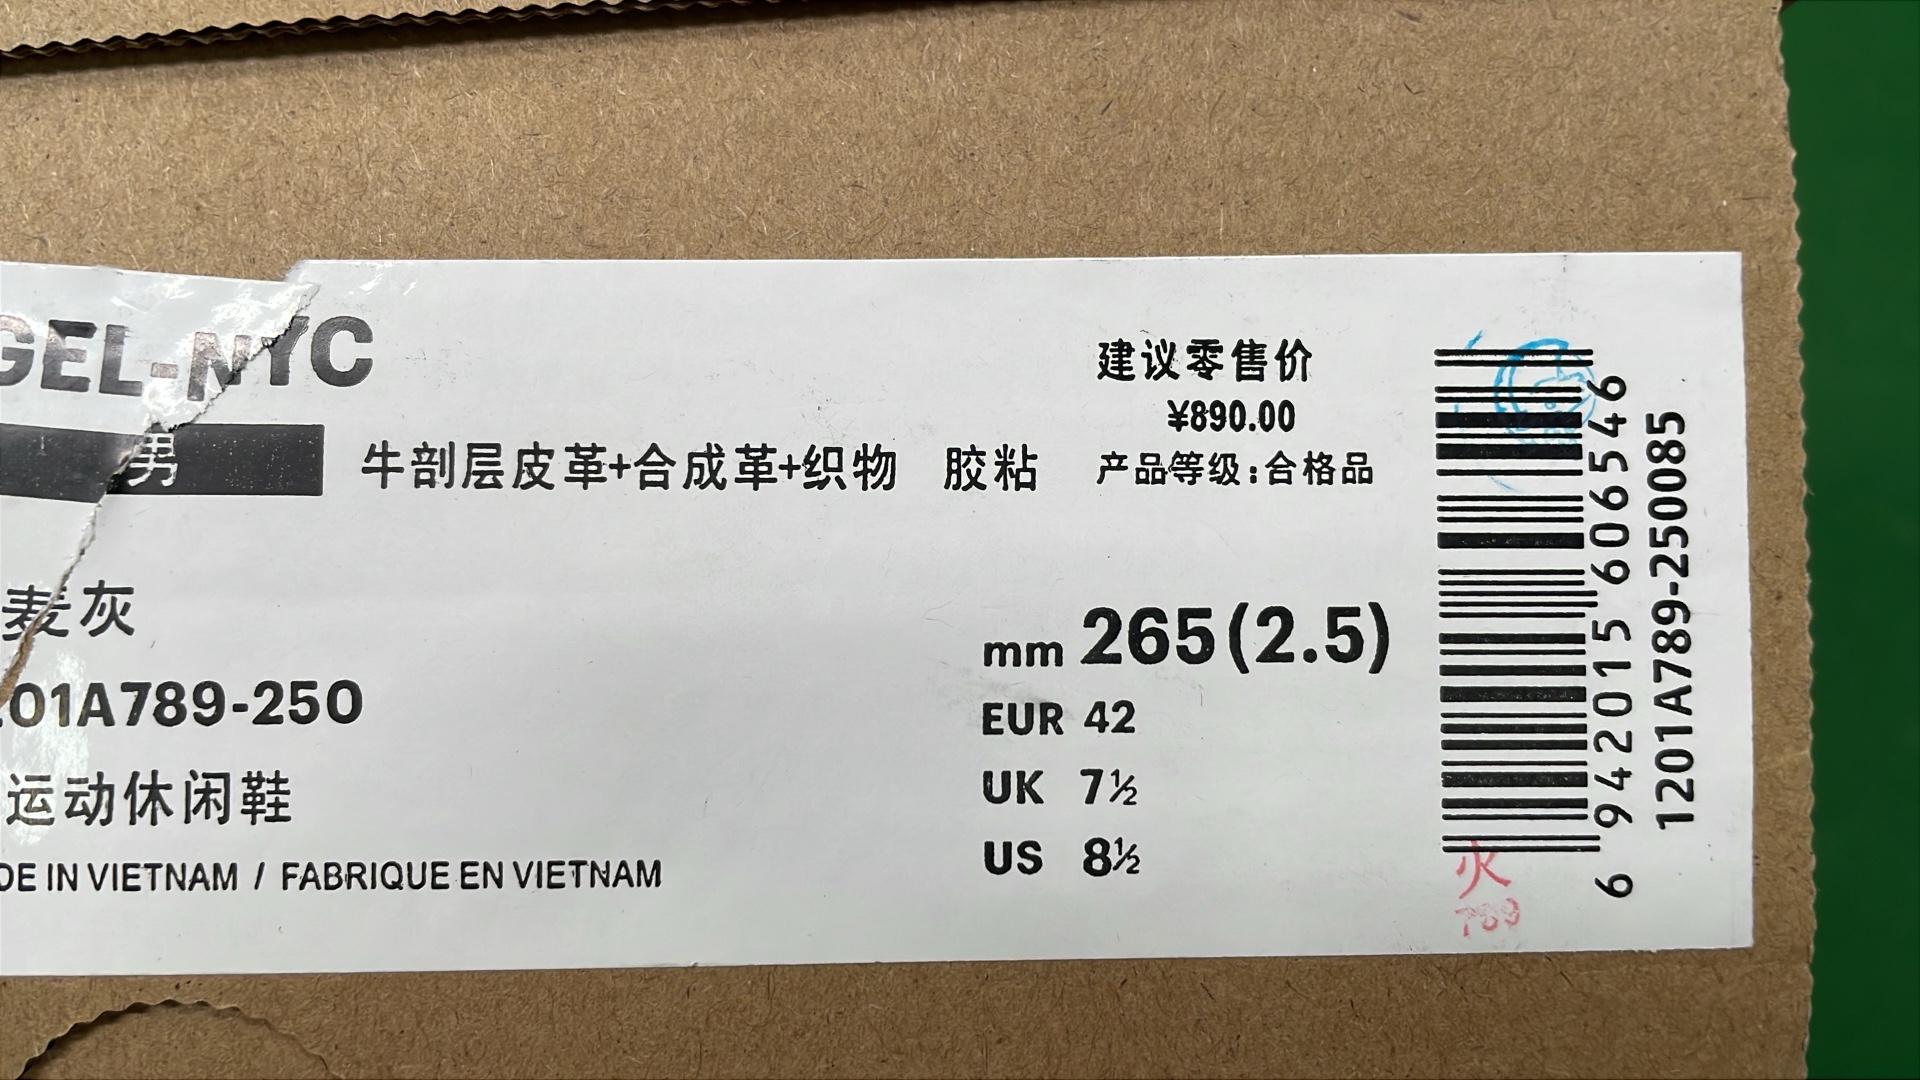 GEL-NYC
男
牛剖层皮革+合成革+织物 胶粘
建议零售价
¥890.00
产品等级:合格品
麦灰
201A789-250
运动休闲鞋
DE IN VIETNAM / FABRIQUE EN VIETNAM
mm 265(2.5)
EUR 42
UK 7½
US 8½
6 942015 606546
1201A789-250085
火
789